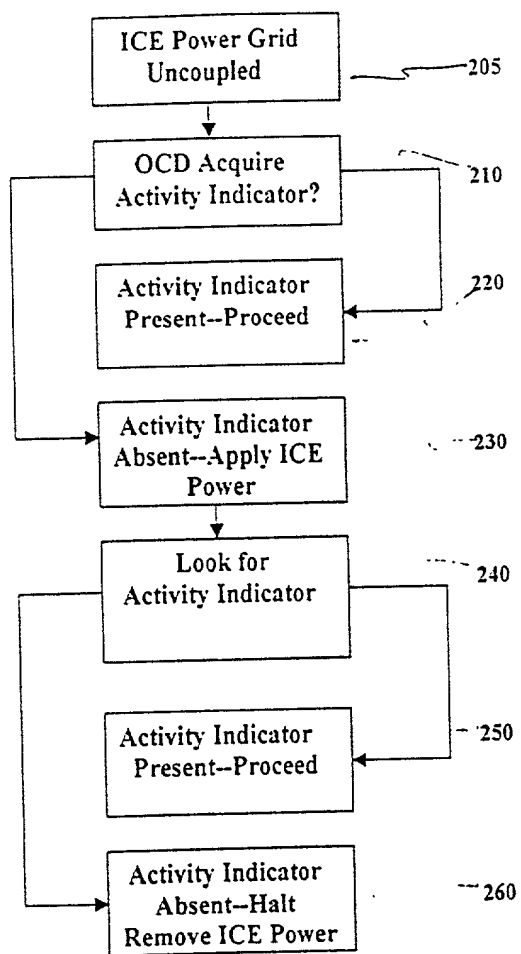 ICE Power Grid
Uncoupled
205
OCD Acquire
Activity Indicator?
210
Activity Indicator
Present--Proceed
220
Activity Indicator
Absent--Apply ICE
Power
230
Look for
Activity Indicator
240
Activity Indicator
Present--Proceed
250
Activity Indicator
Absent--Halt
Remove ICE Power
260